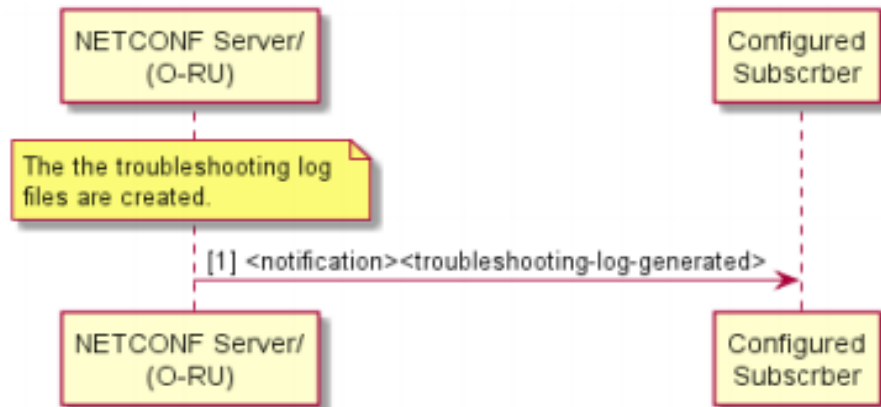 NETCONF Server/
(O-RU)
Configured
Subscrber
The the troubleshooting log
files are created.
[1] <notification><troubleshooting-log-generated>
NETCONF Server/
(O-RU)
Configured
Subscrber